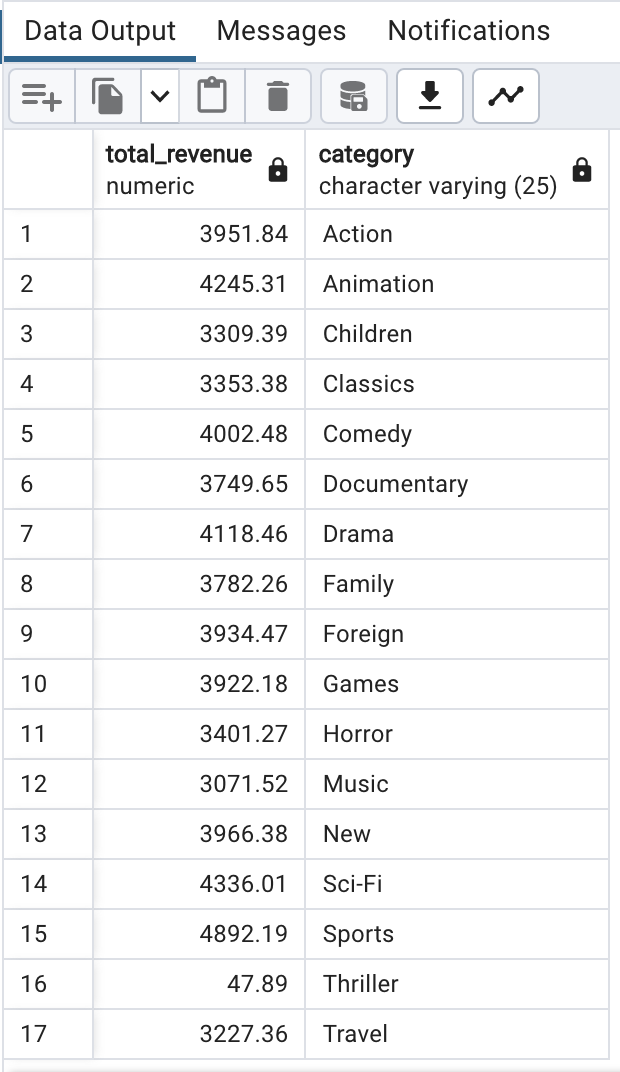 Data Output Messages Notifications
total_revenue category
numeric character varying (25)
1 3951.84 Action
2 4245.31 Animation
3 3309.39 Children
4 3353.38 Classics
5 4002.48 Comedy
6 3749.65 Documentary
7 4118.46 Drama
8 3782.26 Family
9 3934.47 Foreign
10 3922.18 Games
11 3401.27 Horror
12 3071.52 Music
13 3966.38 New
14 4336.01 Sci-Fi
15 4892.19 Sports
16 47.89 Thriller
17 3227.36 Travel